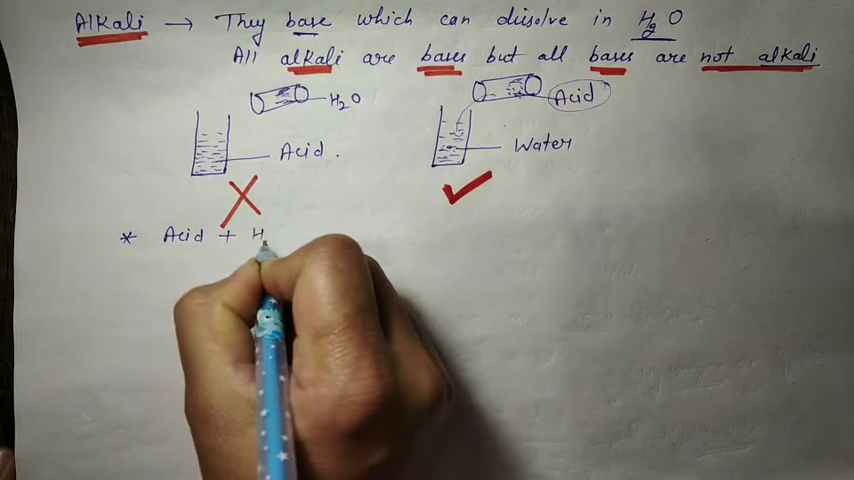 Alkali → They base which can dissolve in H2O
All alkali are bases but all bases are not alkali
H2O
Acid
Acid.
Water
* Acid + H